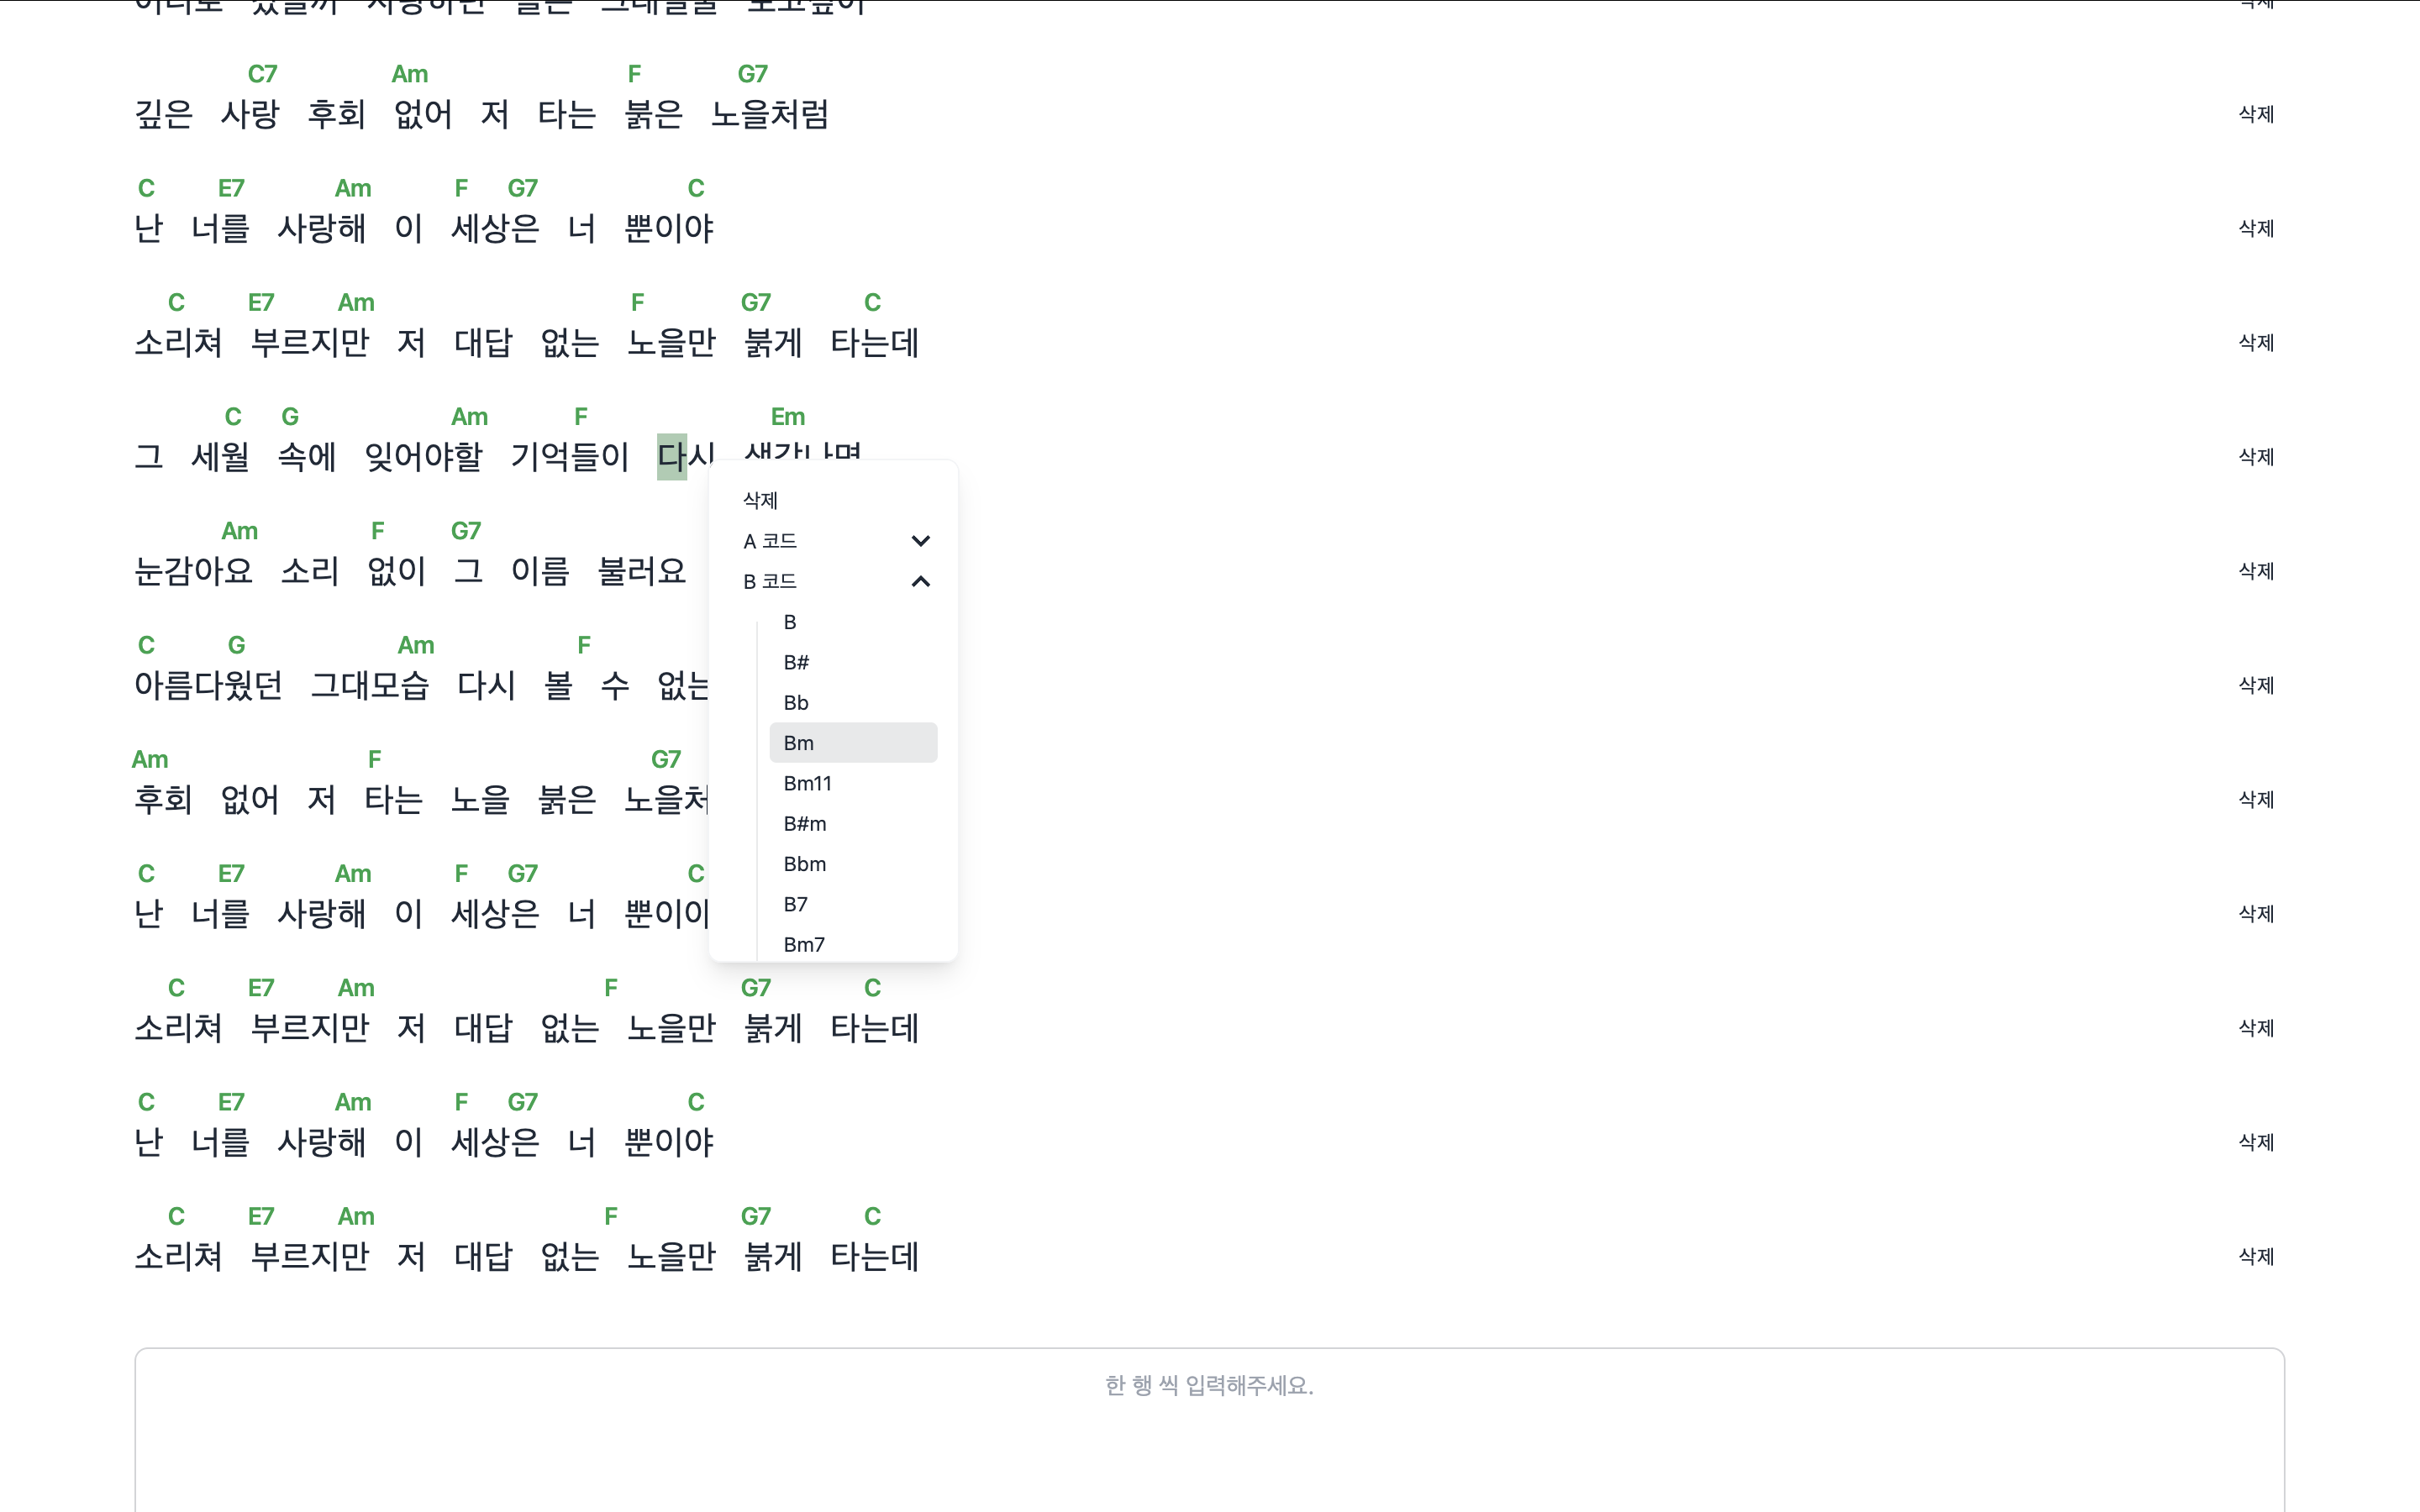 삭제
C7 Am F G7
깊은 사랑 후회 없어 저 타는 붉은 노을처럼 삭제
C E7 Am F G7 C
난 너를 사랑해 이 세상은 너 뿐이야 삭제
C E7 Am F G7 C
소리쳐 부르지만 저 대답 없는 노을만 붉게 타는데 삭제
C G Am F Em
그 세월 속에 잊어야할 기억들이 다시 생각나면 삭제
Am F G7
눈감아요 소리 없이 그 이름 불러요 삭제
C G Am F
아름다웠던 그대모습 다시 볼 수 삭제
Am F G7
후회 없어 저 타는 노을 붉은 삭제
C E7 Am F G7 C
난 너를 사랑해 이 세상은 너 삭제
C E7 Am F G7 C
소리쳐 부르지만 저 대답 없는 노을만 붉게 타는데 삭제
C E7 Am F G7 C
난 너를 사랑해 이 세상은 너 뿐이야 삭제
C E7 Am F G7 C
소리쳐 부르지만 저 대답 없는 노을만 붉게 타는데 삭제
삭제
A 코드
B 코드
B
B#
Bb
Bm
Bm11
B#m
Bbm
B7
Bm7
한 행 씩 입력해주세요.